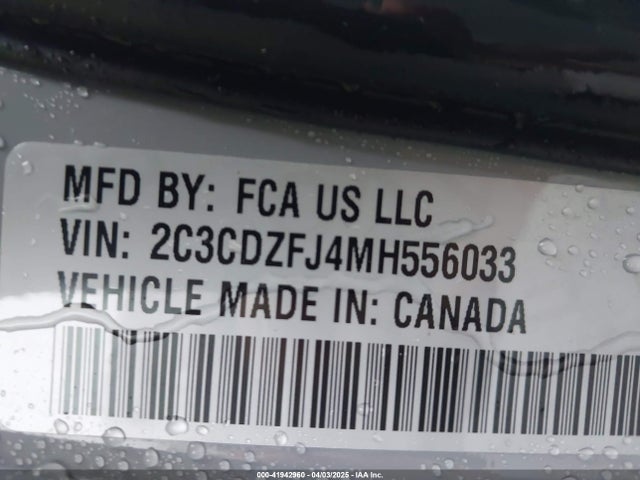 MFD BY: FCA US LLC
VIN: 2C3CDZFJ4MH556033
VEHICLE MADE IN: CANADA
000-41942960 - 04/03/2025 - IAA Inc.